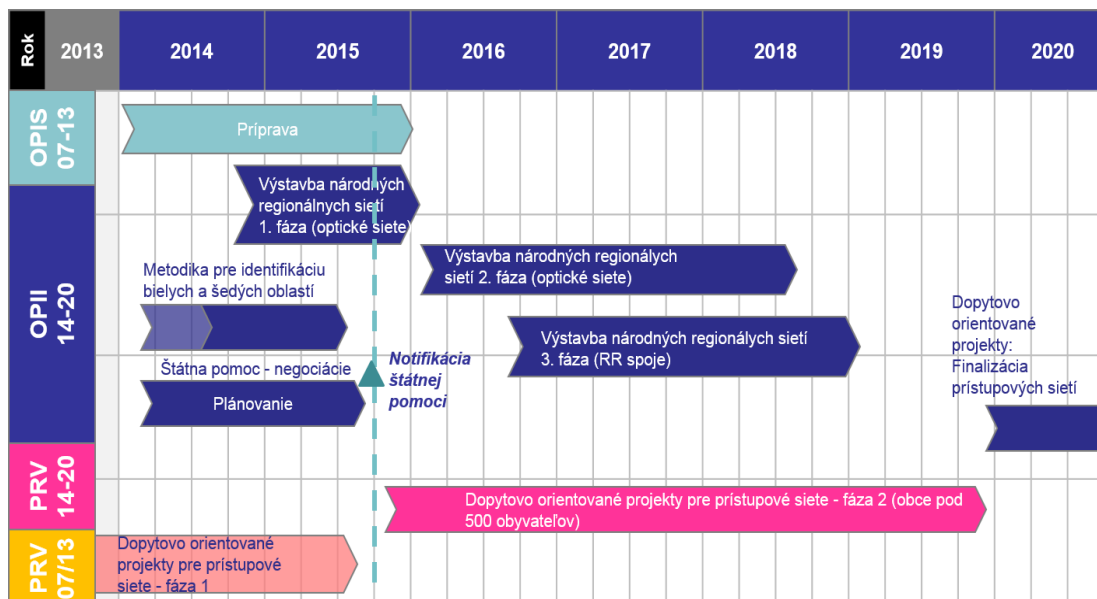 Rok
2013
2014
2015
2016
2017
2018
2019
2020
OPIS
07-13
Príprava
OPII
14-20
Výstavba národných
regionálnych sietí
1. fáza (optické siete)
Výstavba národných regionálych
sietí 2. fáza (optické siete)
Metodika pre identifikáciu
bielych a šedých oblastí
Výstavba národných regionálych sietí
3. fáza (RR spoje)
Dopytovo
orientované
projekty:
Finalizácia
prístupových sietí
Štátna pomoc - negociácie
Plánovanie
Notifikácia
štátnej
pomoci
PRV
14-20
Dopytovo orientované projekty pre prístupové siete - fáza 2 (obce pod
500 obyvateľov)
PRV
07/13
Dopytovo orientované
projekty pre prístupové
siete - fáza 1